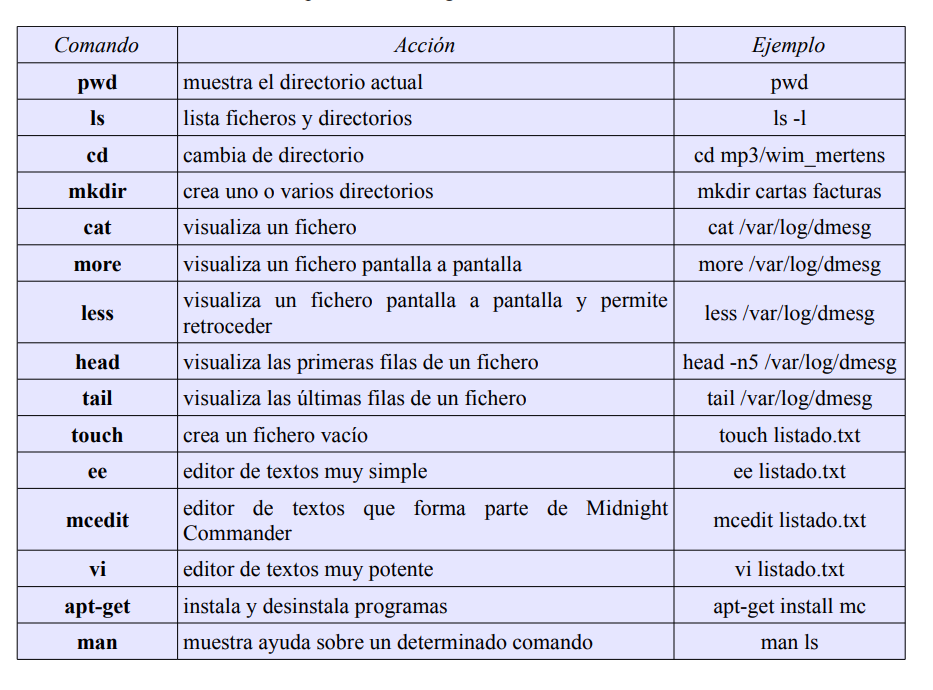 Comando Acción Ejemplo
pwd muestra el directorio actual pwd
ls lista ficheros y directorios ls -l
cd cambia de directorio cd mp3/wim_mertens
mkdir crea uno o varios directorios mkdir cartas facturas
cat visualiza un fichero cat /var/log/dmesg
more visualiza un fichero pantalla a pantalla more /var/log/dmesg
less visualiza un fichero pantalla a pantalla y permite
retroceder less /var/log/dmesg
head visualiza las primeras filas de un fichero head -n5 /var/log/dmesg
tail visualiza las últimas filas de un fichero tail /var/log/dmesg
touch crea un fichero vacío touch listado.txt
ee editor de textos muy simple ee listado.txt
mcedit editor de textos que forma parte de Midnight
Commander mcedit listado.txt
vi editor de textos muy potente vi listado.txt
apt-get instala y desinstala programas apt-get install mc
man muestra ayuda sobre un determinado comando man ls